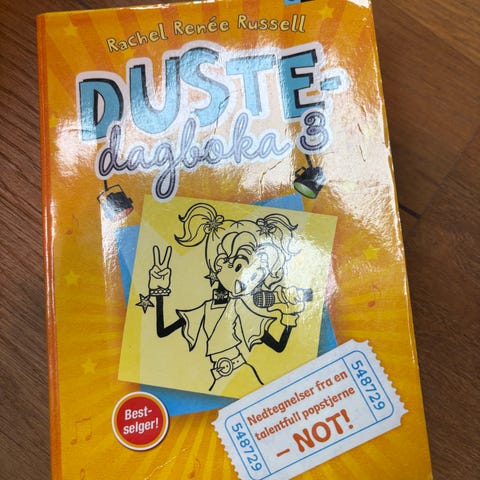 Rachel Renée Russell
DUSTE-
dagboka 3
Best-
selger!
548729
Nedtegnelser fra en
talentfull popstjerne
– NOT!
548729